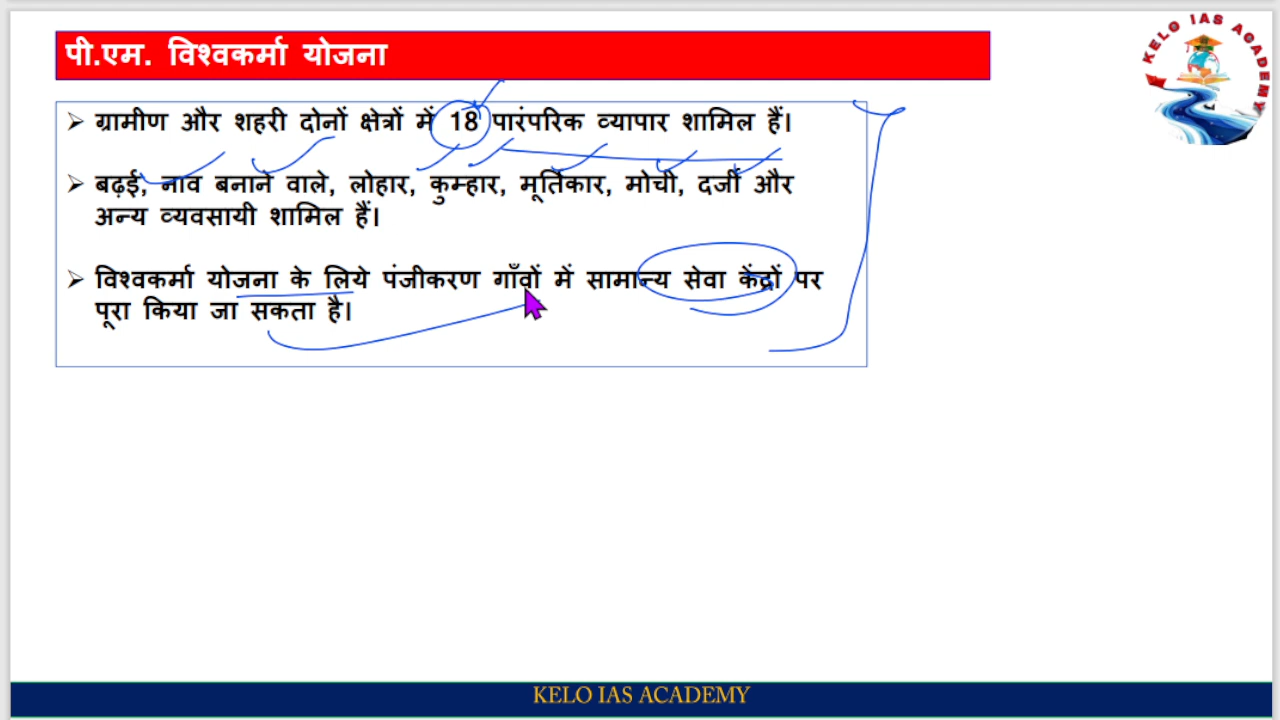 पी.एम. विश्वकर्मा योजना
KELO IAS ACADEMY
➢ ग्रामीण और शहरी दोनों क्षेत्रों में 18 पारंपरिक व्यापार शामिल हैं।
➢ बढ़ई, नाव बनाने वाले, लोहार, कुम्हार, मूर्तिकार, मोची, दर्जी और
अन्य व्यवसायी शामिल हैं।
➢ विश्वकर्मा योजना के लिये पंजीकरण गाँवों में सामान्य सेवा केंद्रों पर
पूरा किया जा सकता है।
KELO IAS ACADEMY